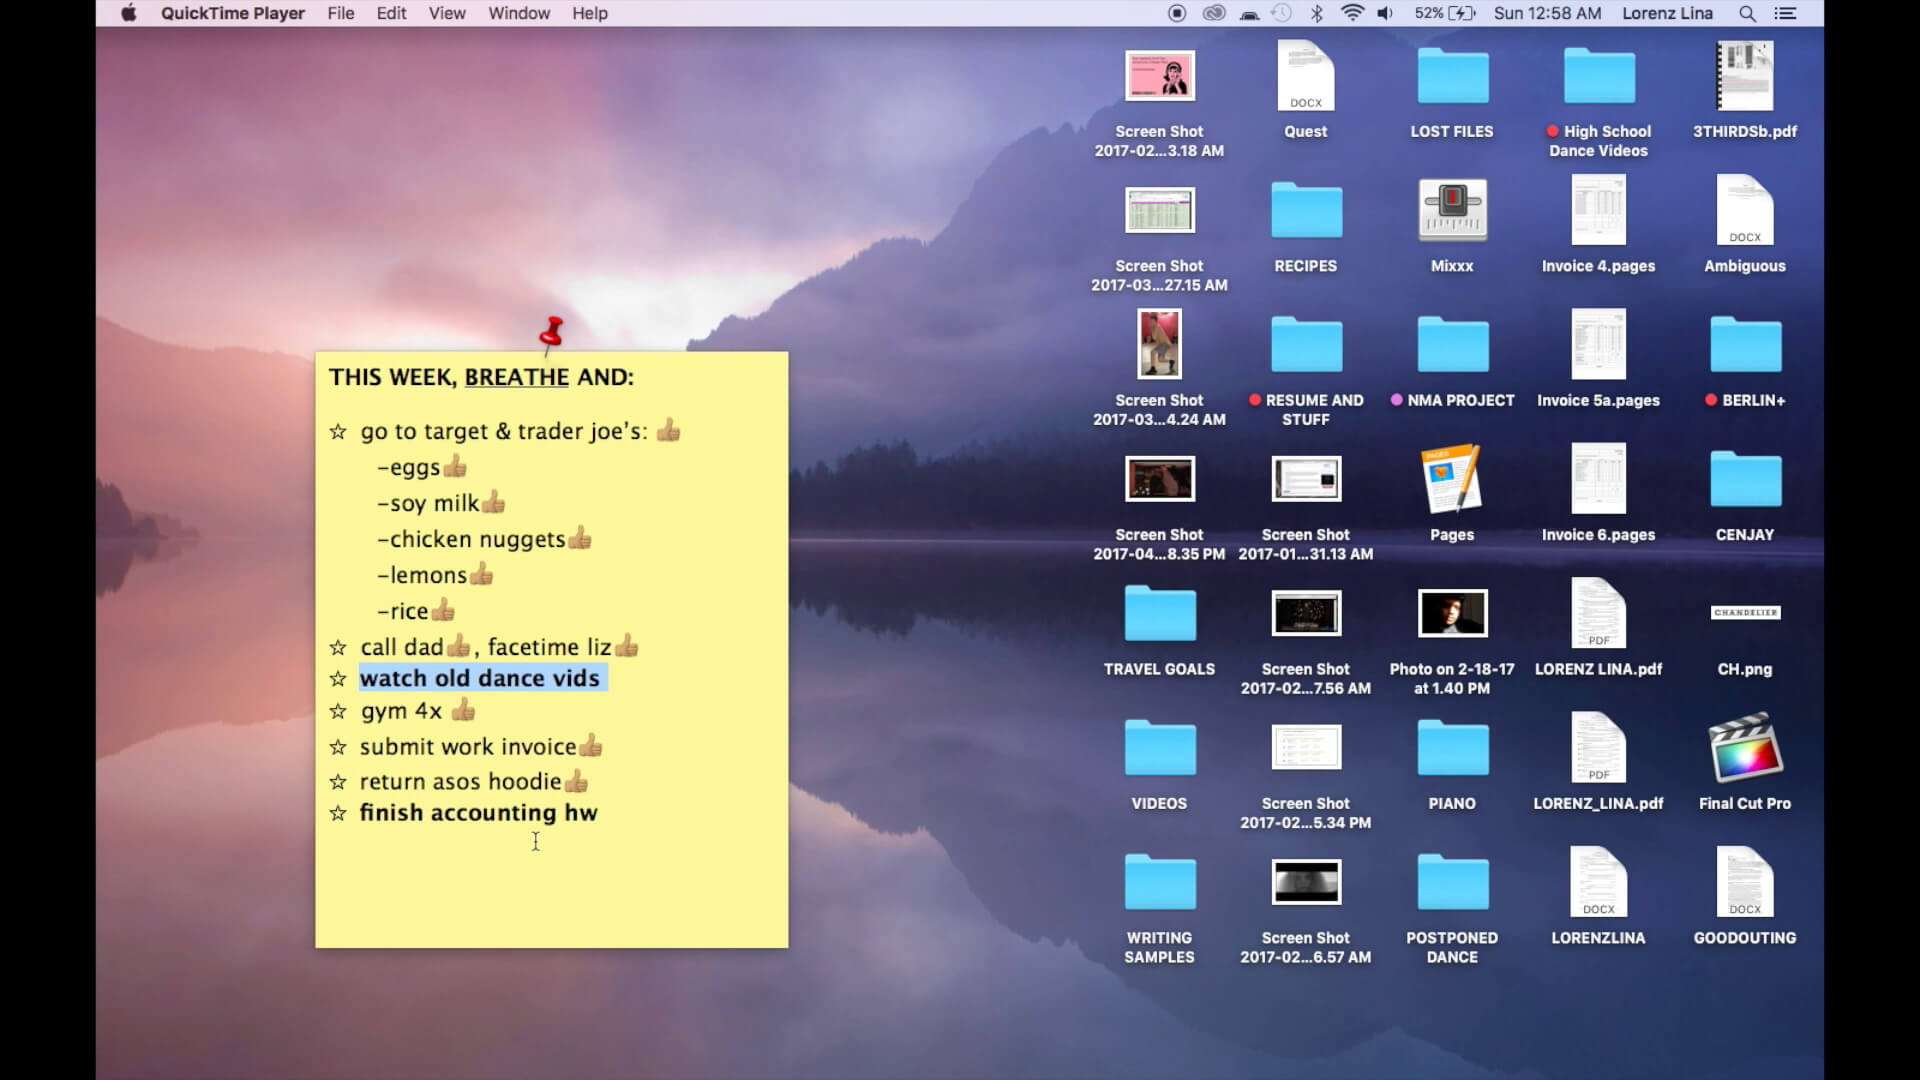 QuickTime Player File Edit View Window Help 52% Sun 12:58 AM Lorenz Lina
THIS WEEK, BREATHE AND:
☆ go to target & trader joe's: 👍🏽
-eggs👍🏽
-soy milk👍🏽
-chicken nuggets👍🏽
-lemons👍🏽
-rice👍🏽
☆ call dad👍🏽, facetime liz👍🏽
☆ watch old dance vids
☆ gym 4x 👍🏽
☆ submit work invoice👍🏽
☆ return asos hoodie👍🏽
☆ finish accounting hw
Screen Shot
2017-02...3.18 AM
DOCX
Quest
LOST FILES
High School
Dance Videos
3THIRDSb.pdf
Screen Shot
2017-03...27.15 AM
RECIPES
Mixxx
Invoice 4.pages
DOCX
Ambiguous
Screen Shot
2017-03...4.24 AM
RESUME AND
STUFF
NMA PROJECT
Invoice 5a.pages
BERLIN+
Screen Shot
2017-04...8.35 PM
Screen Shot
2017-01...31.13 AM
PAGES
Pages
Invoice 6.pages
CENJAY
TRAVEL GOALS
Screen Shot
2017-02...7.56 AM
Photo on 2-18-17
at 1.40 PM
PDF
LORENZ LINA.pdf
CHANDELIER
CH.png
VIDEOS
Screen Shot
2017-02...5.34 PM
PIANO
PDF
LORENZ_LINA.pdf
Final Cut Pro
WRITING
SAMPLES
Screen Shot
2017-02...6.57 AM
POSTPONED
DANCE
DOCX
LORENZLINA
DOCX
GOODOUTING